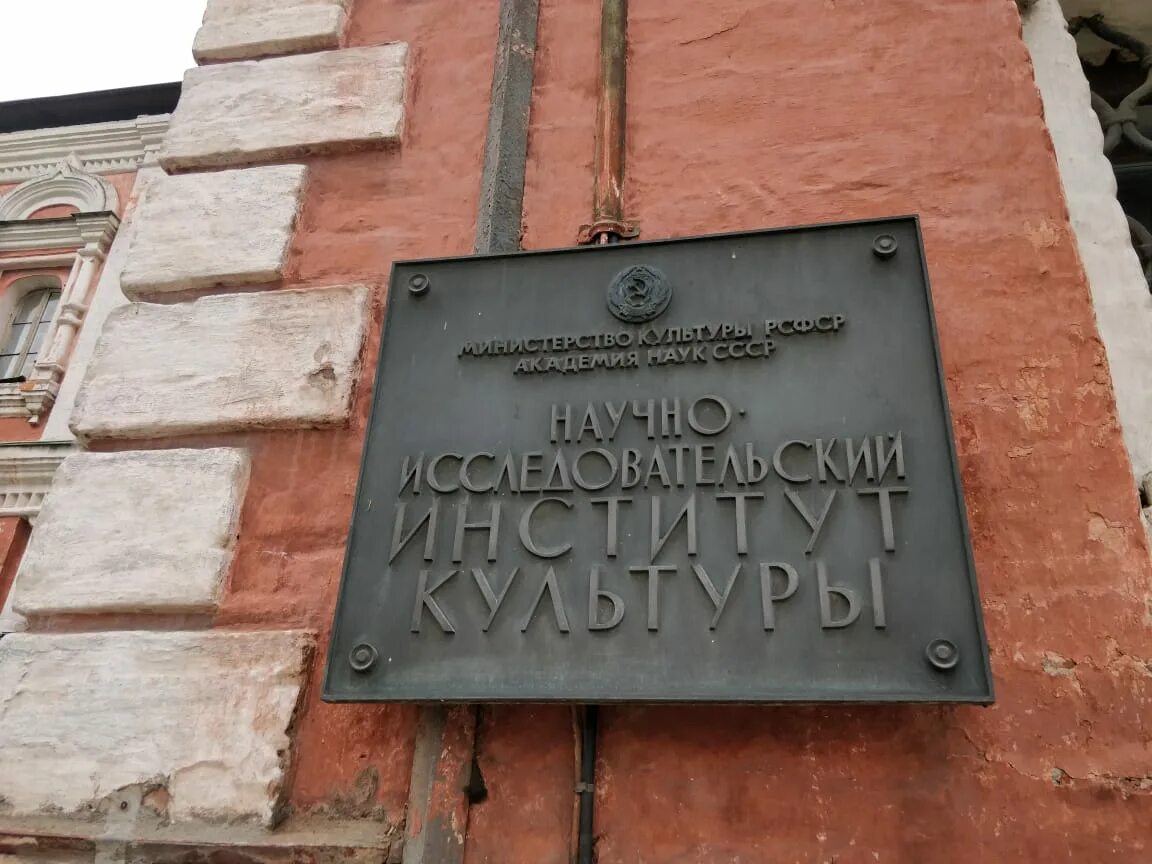 МИНИСТЕРСТВО КУЛЬТУРЫ РСФСР
АКАДЕМИЯ НАУК СССР
НАУЧНО-
ИССЛЕДОВАТЕЛЬСКИЙ
ИНСТИТУТ
КУЛЬТУРЫ